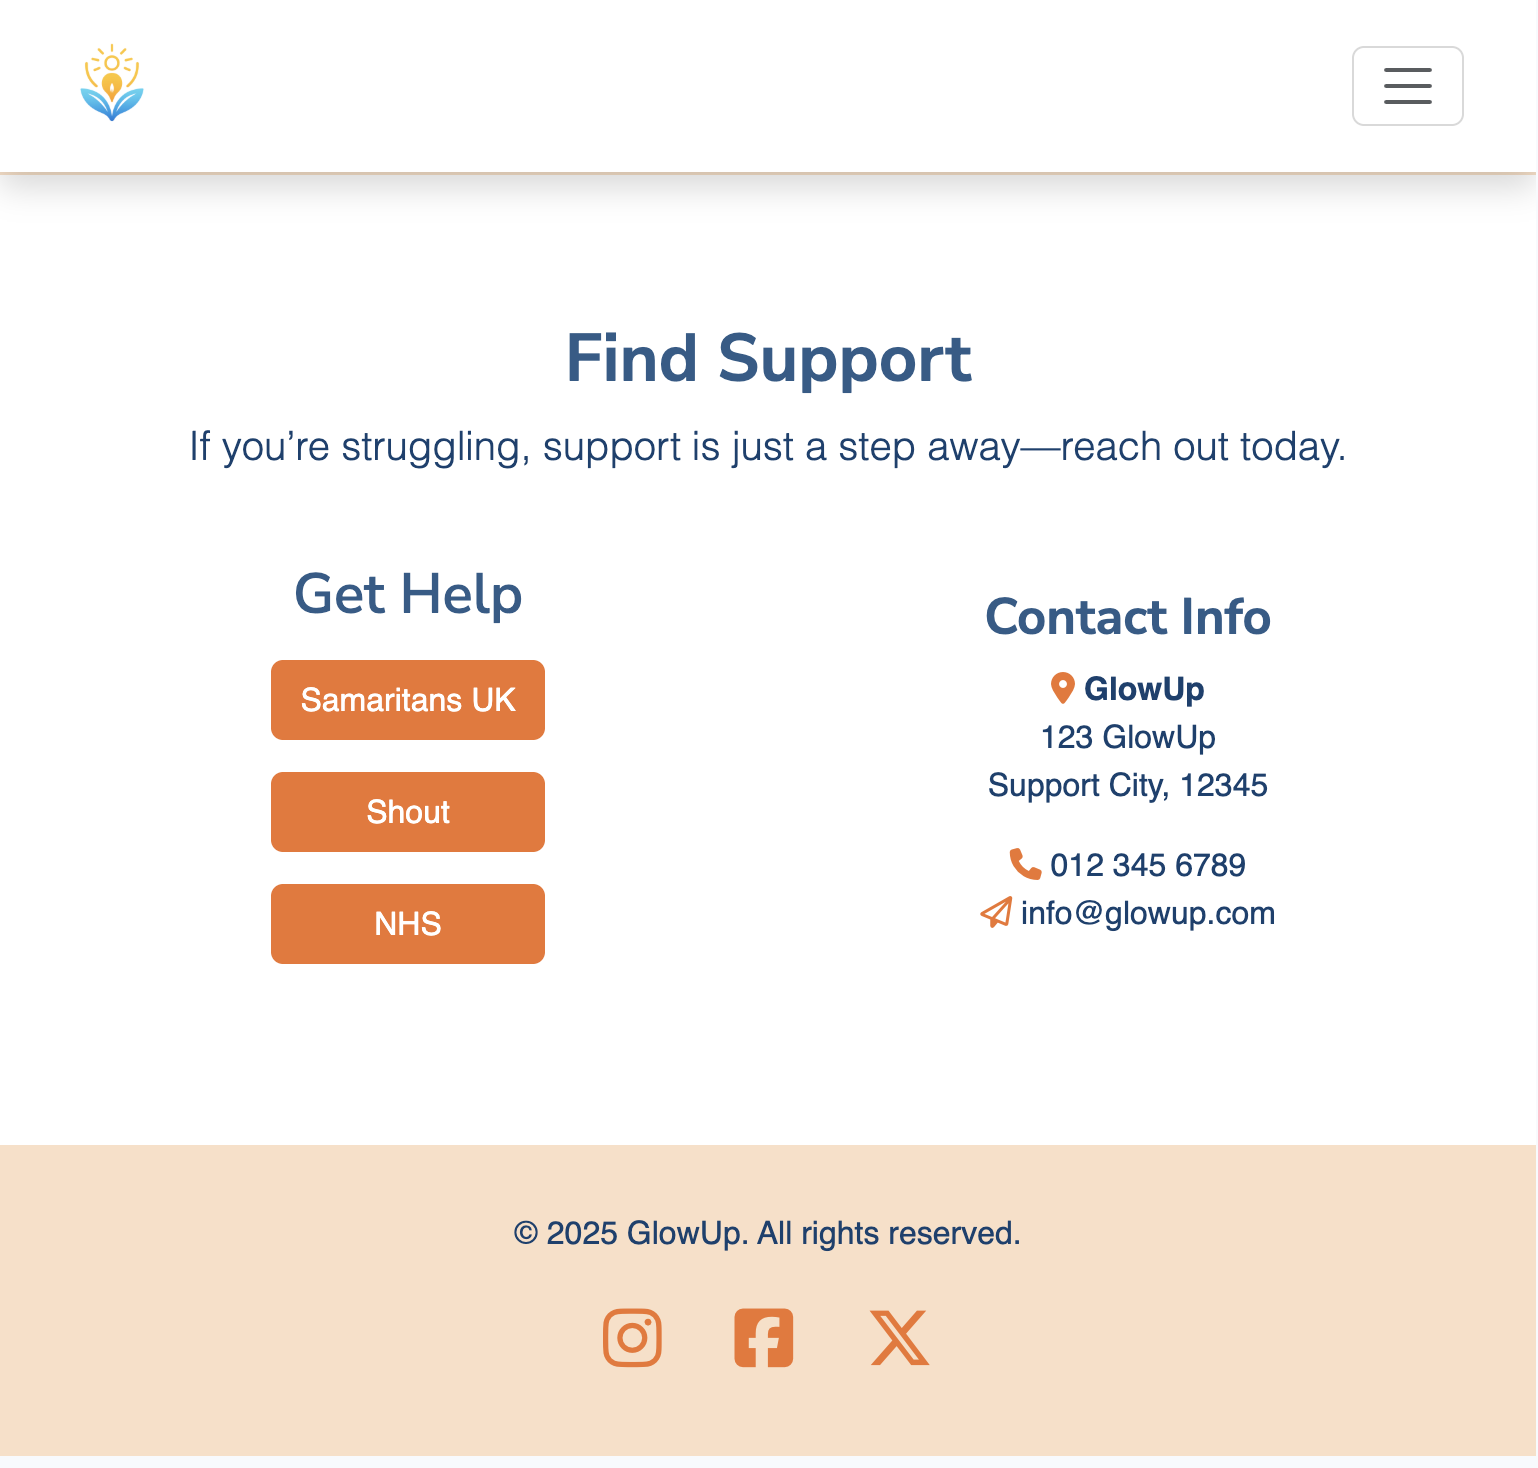 Find Support
If you’re struggling, support is just a step away—reach out today.
Get Help
Samaritans UK
Shout
NHS
Contact Info
GlowUp
123 GlowUp
Support City, 12345
012 345 6789
info@glowup.com
© 2025 GlowUp. All rights reserved.